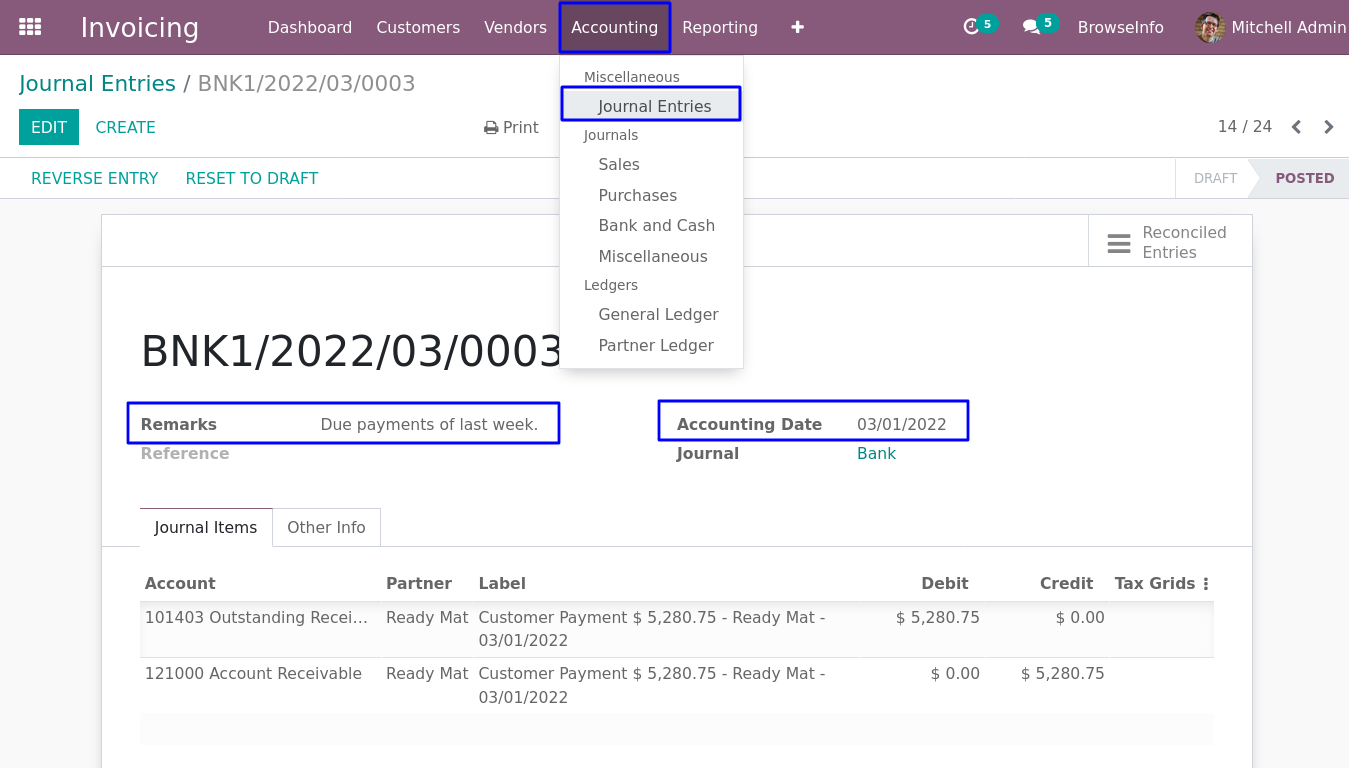 Invoicing Dashboard Customers Vendors Accounting Reporting 5 5 BrowseInfo Mitchell Admin
Journal Entries / BNK1/2022/03/0003
EDIT CREATE Print 14 / 24
REVERSE ENTRY RESET TO DRAFT DRAFT POSTED
Miscellaneous
Journal Entries
Journals
Sales
Purchases
Bank and Cash
Miscellaneous
Ledgers
General Ledger
Partner Ledger
Reconciled
Entries
BNK1/2022/03/0003
Remarks Due payments of last week. Accounting Date 03/01/2022
Reference Journal Bank
Journal Items Other Info
Account Partner Label Debit Credit Tax Grids
101403 Outstanding Recei... Ready Mat Customer Payment $ 5,280.75 - Ready Mat - $ 5,280.75 $ 0.00
03/01/2022
121000 Account Receivable Ready Mat Customer Payment $ 5,280.75 - Ready Mat - $ 0.00 $ 5,280.75
03/01/2022